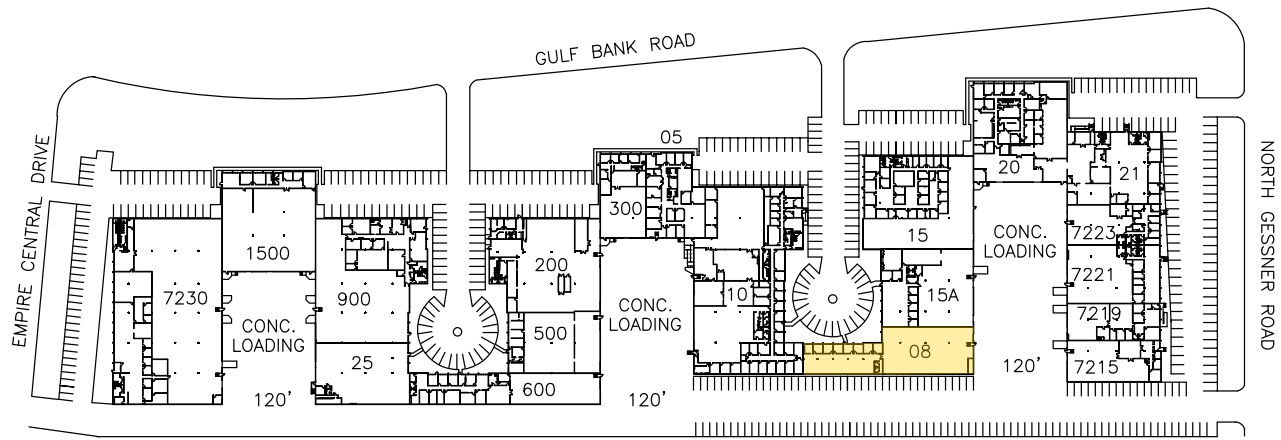 GULF BANK ROAD
EMPIRE CENTRAL DRIVE
NORTH GESSNER ROAD
05
20
21
300
15
7223
1500
CONC.
LOADING
7221
7230
900
200
10
15A
CONC.
LOADING
CONC.
LOADING
500
7219
25
08
7215
600
120'
120'
120'